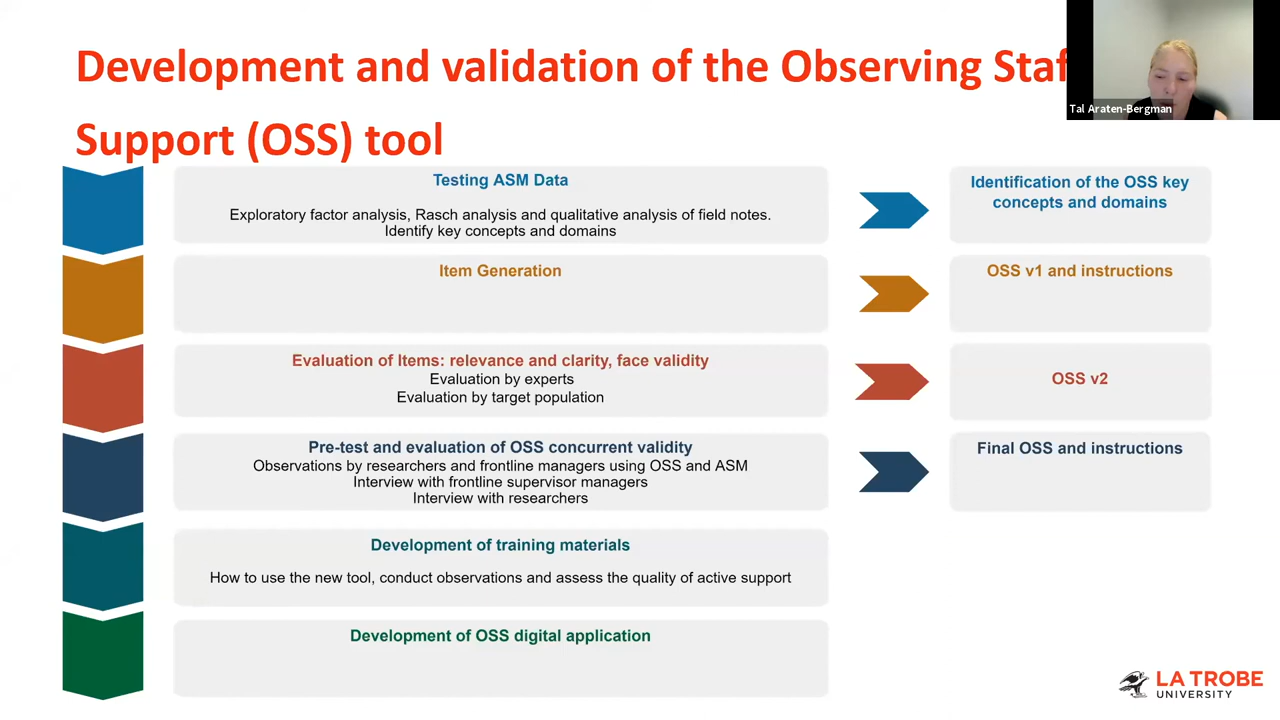 Development and validation of the Observing Staf
Support (OSS) tool
Tal Araten-Bergman
Testing ASM Data
Exploratory factor analysis, Rasch analysis and qualitative analysis of field notes.
Identify key concepts and domains
Identification of the OSS key
concepts and domains
Item Generation
OSS v1 and instructions
Evaluation of Items: relevance and clarity, face validity
Evaluation by experts
Evaluation by target population
OSS v2
Pre-test and evaluation of OSS concurrent validity
Observations by researchers and frontline managers using OSS and ASM
Interview with frontline supervisor managers
Interview with researchers
Final OSS and instructions
Development of training materials
How to use the new tool, conduct observations and assess the quality of active support
Development of OSS digital application
LA TROBE
UNIVERSITY